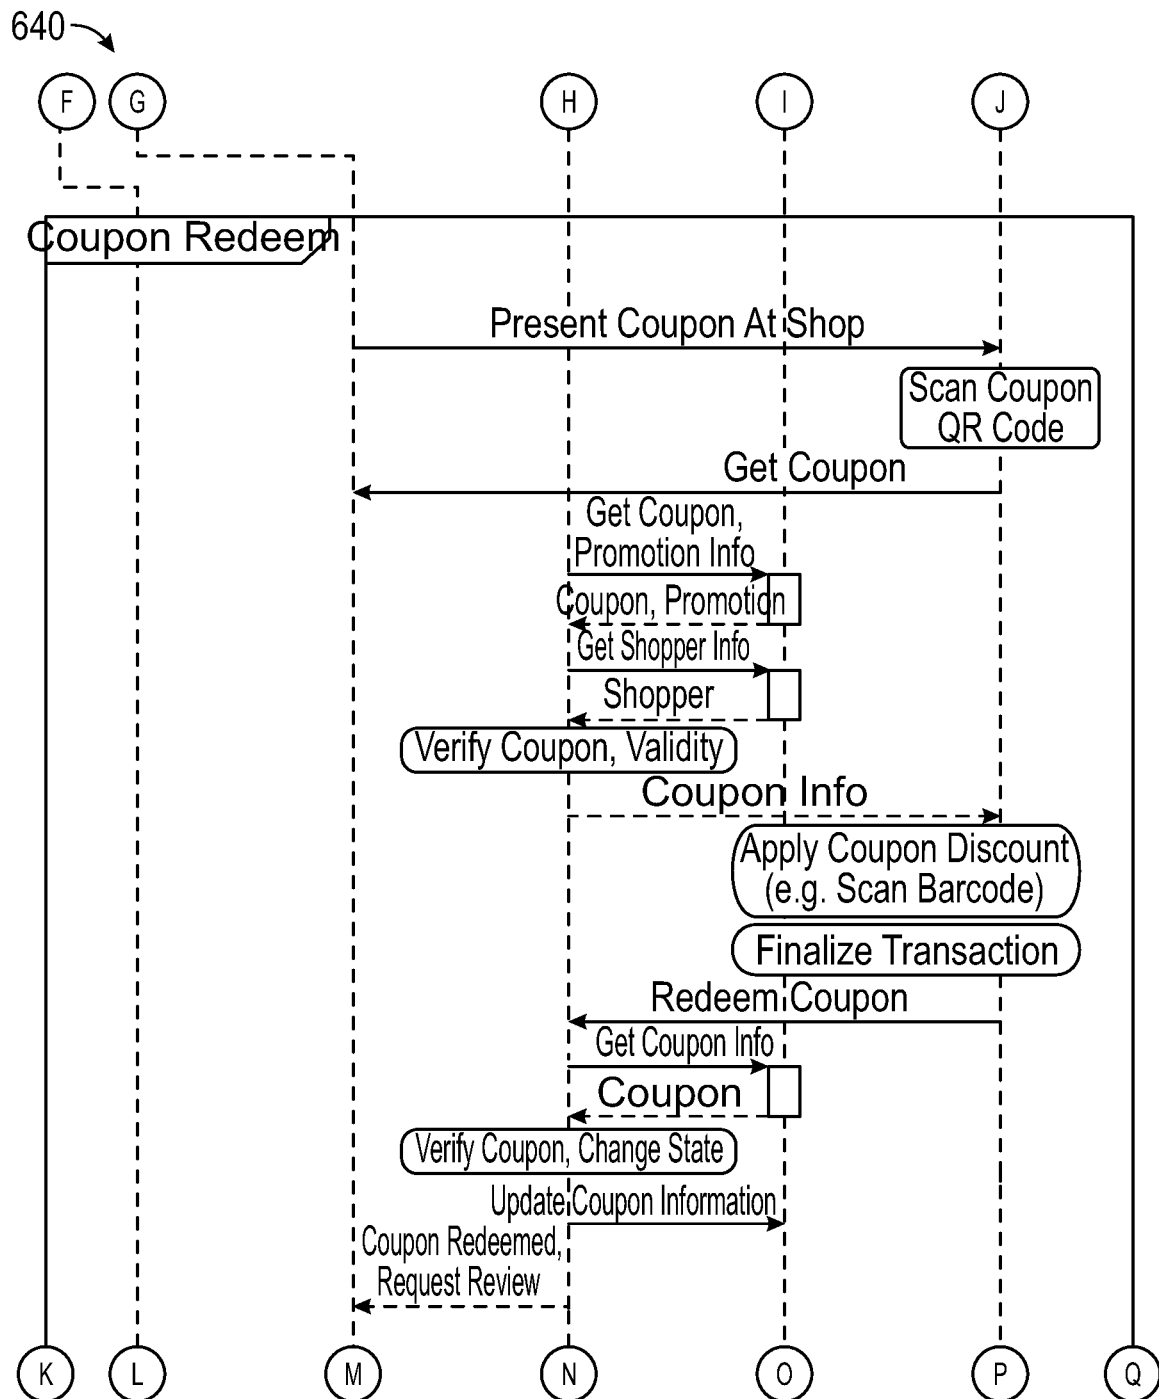 640
F G H I J
Coupon Redeem
Present Coupon At Shop
Scan Coupon
QR Code
Get Coupon
Get Coupon,
Promotion Info
Coupon, Promotion
Get Shopper Info
Shopper
Verify Coupon, Validity
Coupon Info
Apply Coupon Discount
(e.g. Scan Barcode)
Finalize Transaction
Redeem Coupon
Get Coupon Info
Coupon
Verify Coupon, Change State
Update Coupon Information
Coupon Redeemed,
Request Review
K L M N O P Q